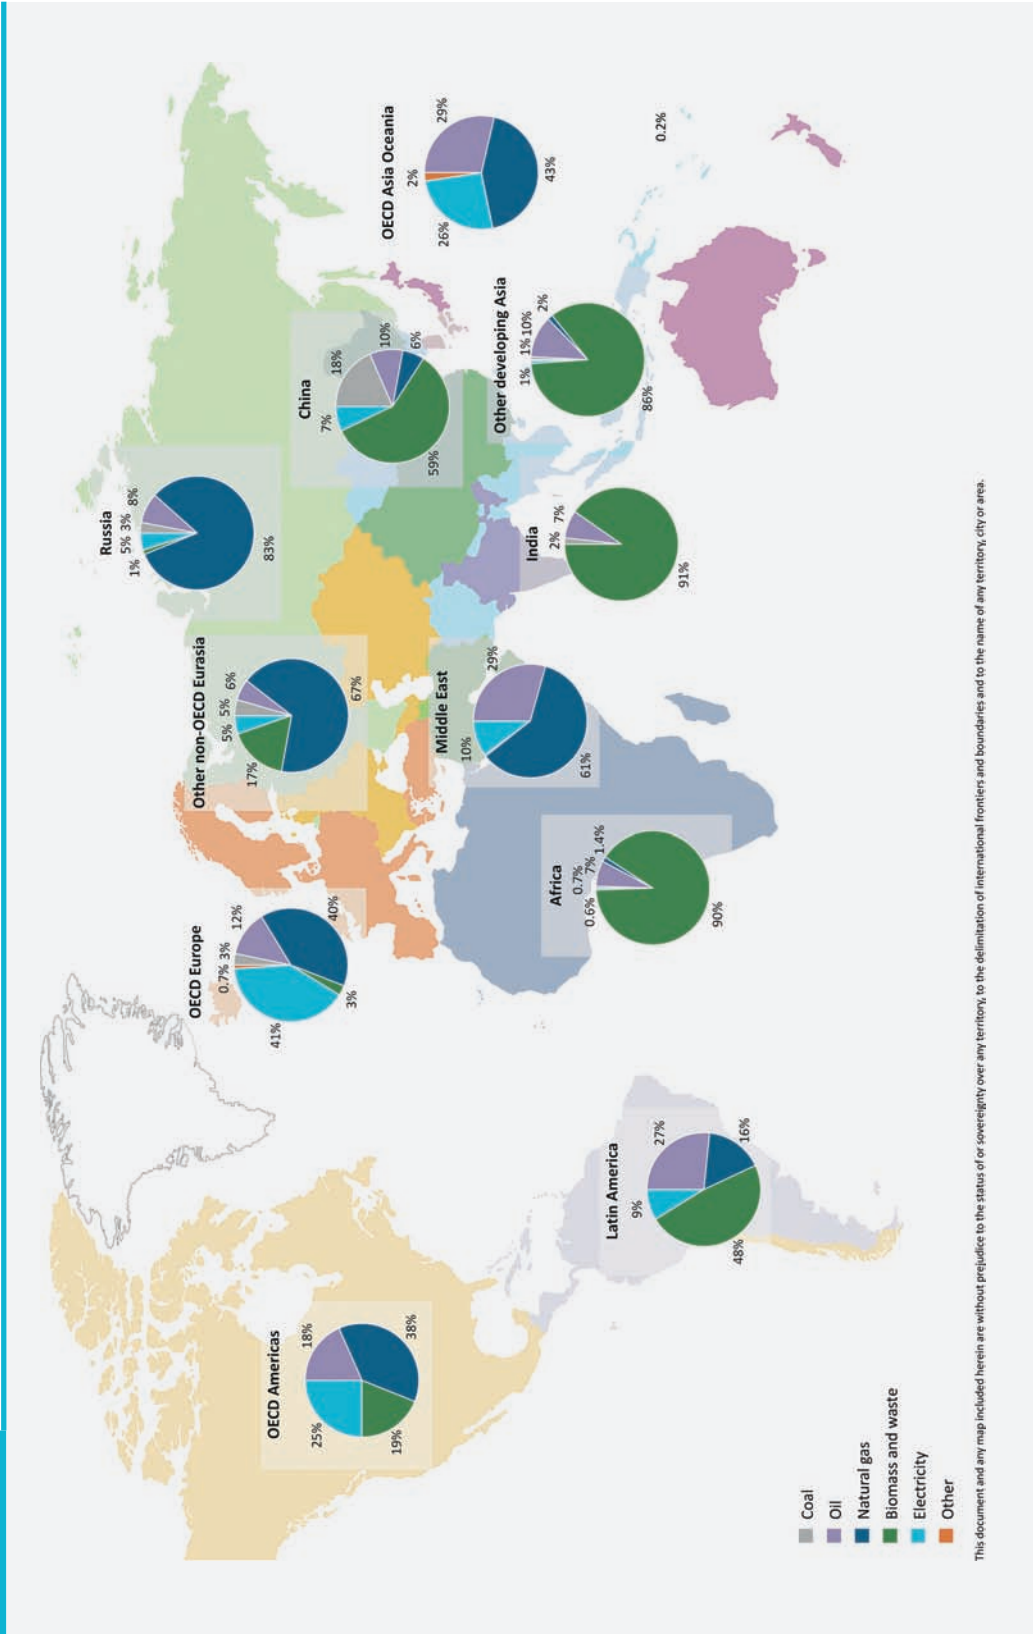 OECD Americas
18%
38%
19%
25%
Latin America
27%
16%
48%
9%
OECD Europe
0.7% 3%
12%
40%
3%
41%
Africa
0.6%
0.7%
7%
1.4%
90%
Other non-OECD Eurasia
5%
5%
6%
67%
17%
Middle East
29%
61%
10%
Russia
1%
5%
3%
8%
83%
India
2%
7%
91%
China
18%
10%
6%
59%
7%
Other developing Asia
1%
1%
10%
2%
86%
OECD Asia Oceania
2%
29%
43%
26%
0.2%
Coal
Oil
Natural gas
Biomass and waste
Electricity
Other
This document and any map included herein are without prejudice to the status of or sovereignty over any territory, to the delimitation of international frontiers and boundaries and to the name of any territory, city or area.